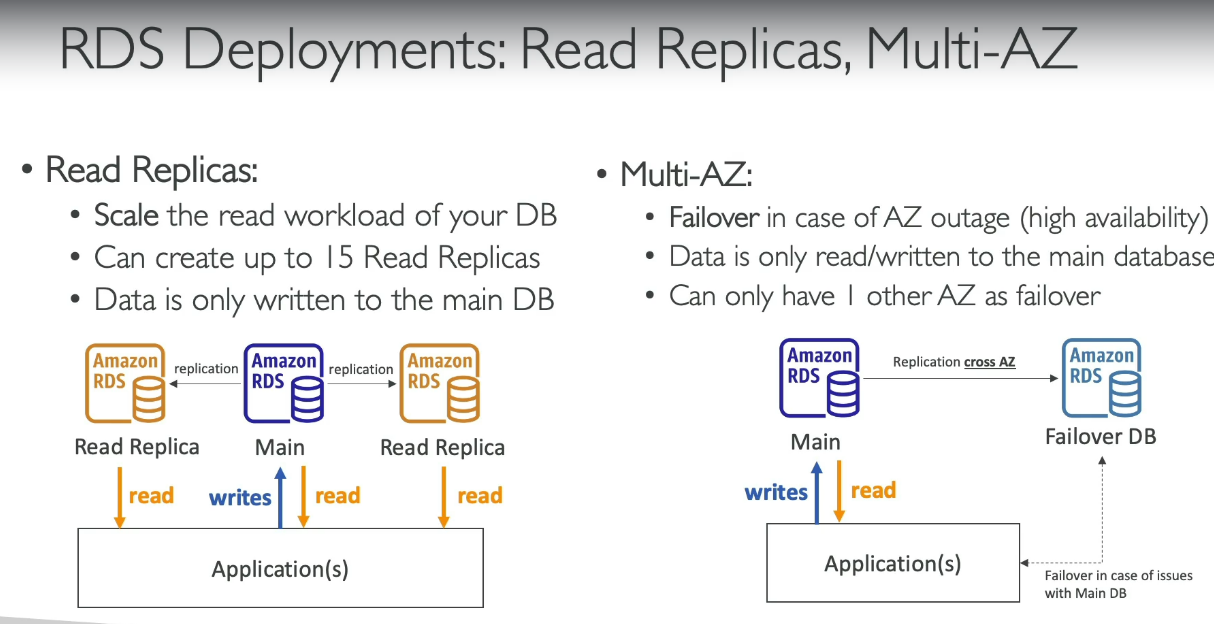 RDS Deployments: Read Replicas, Multi-AZ
• Read Replicas:
• Scale the read workload of your DB
• Can create up to 15 Read Replicas
• Data is only written to the main DB
Amazon
RDS
replication
Amazon
RDS
replication
Amazon
RDS
Read Replica
Main
Read Replica
read
writes
read
read
Application(s)
• Multi-AZ:
• Failover in case of AZ outage (high availability)
• Data is only read/written to the main database
• Can only have 1 other AZ as failover
Amazon
RDS
Replication cross AZ
Amazon
RDS
Main
Failover DB
writes
read
Application(s)
Failover in case of issues
with Main DB